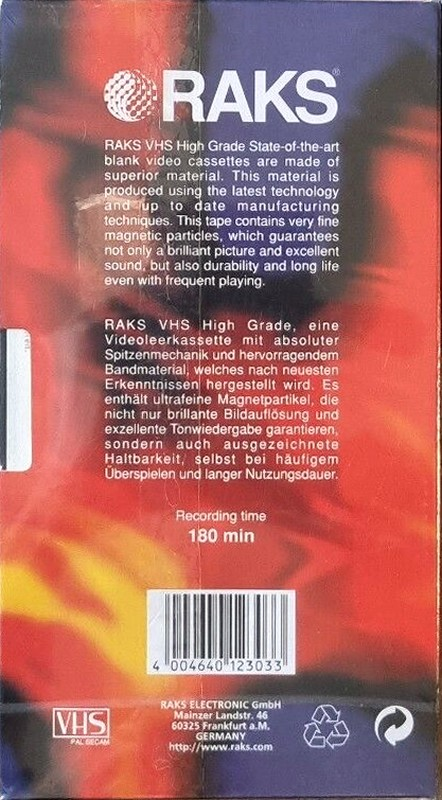 RAKS®
RAKS VHS High Grade State-of-the-art
blank video cassettes are made of
superior material. This material is
produced using the latest technology
and up to date manufacturing
techniques. This tape contains very fine
magnetic particles, which guarantees
not only a brilliant picture and excellent
sound, but also durability and long life
even with frequent playing.
RAKS VHS High Grade, eine
Videoleerkassette mit absoluter
Spitzenmechanik und hervorragendem
Bandmaterial, welches nach neuesten
Erkenntnissen hergestellt wird. Es
enthält ultrafeine Magnetpartikel, die
nicht nur brillante Bildauflösung und
exzellente Tonwiedergabe garantieren,
sondern auch ausgezeichnete
Haltbarkeit, selbst bei häufigem
Überspielen und langer Nutzungsdauer.
Recording time
180 min
4 004640 123033
VHS
PAL SECAM
RAKS ELECTRONIC GmbH
Mainzer Landstr. 46
60325 Frankfurt a.M.
GERMANY
http://www.raks.com